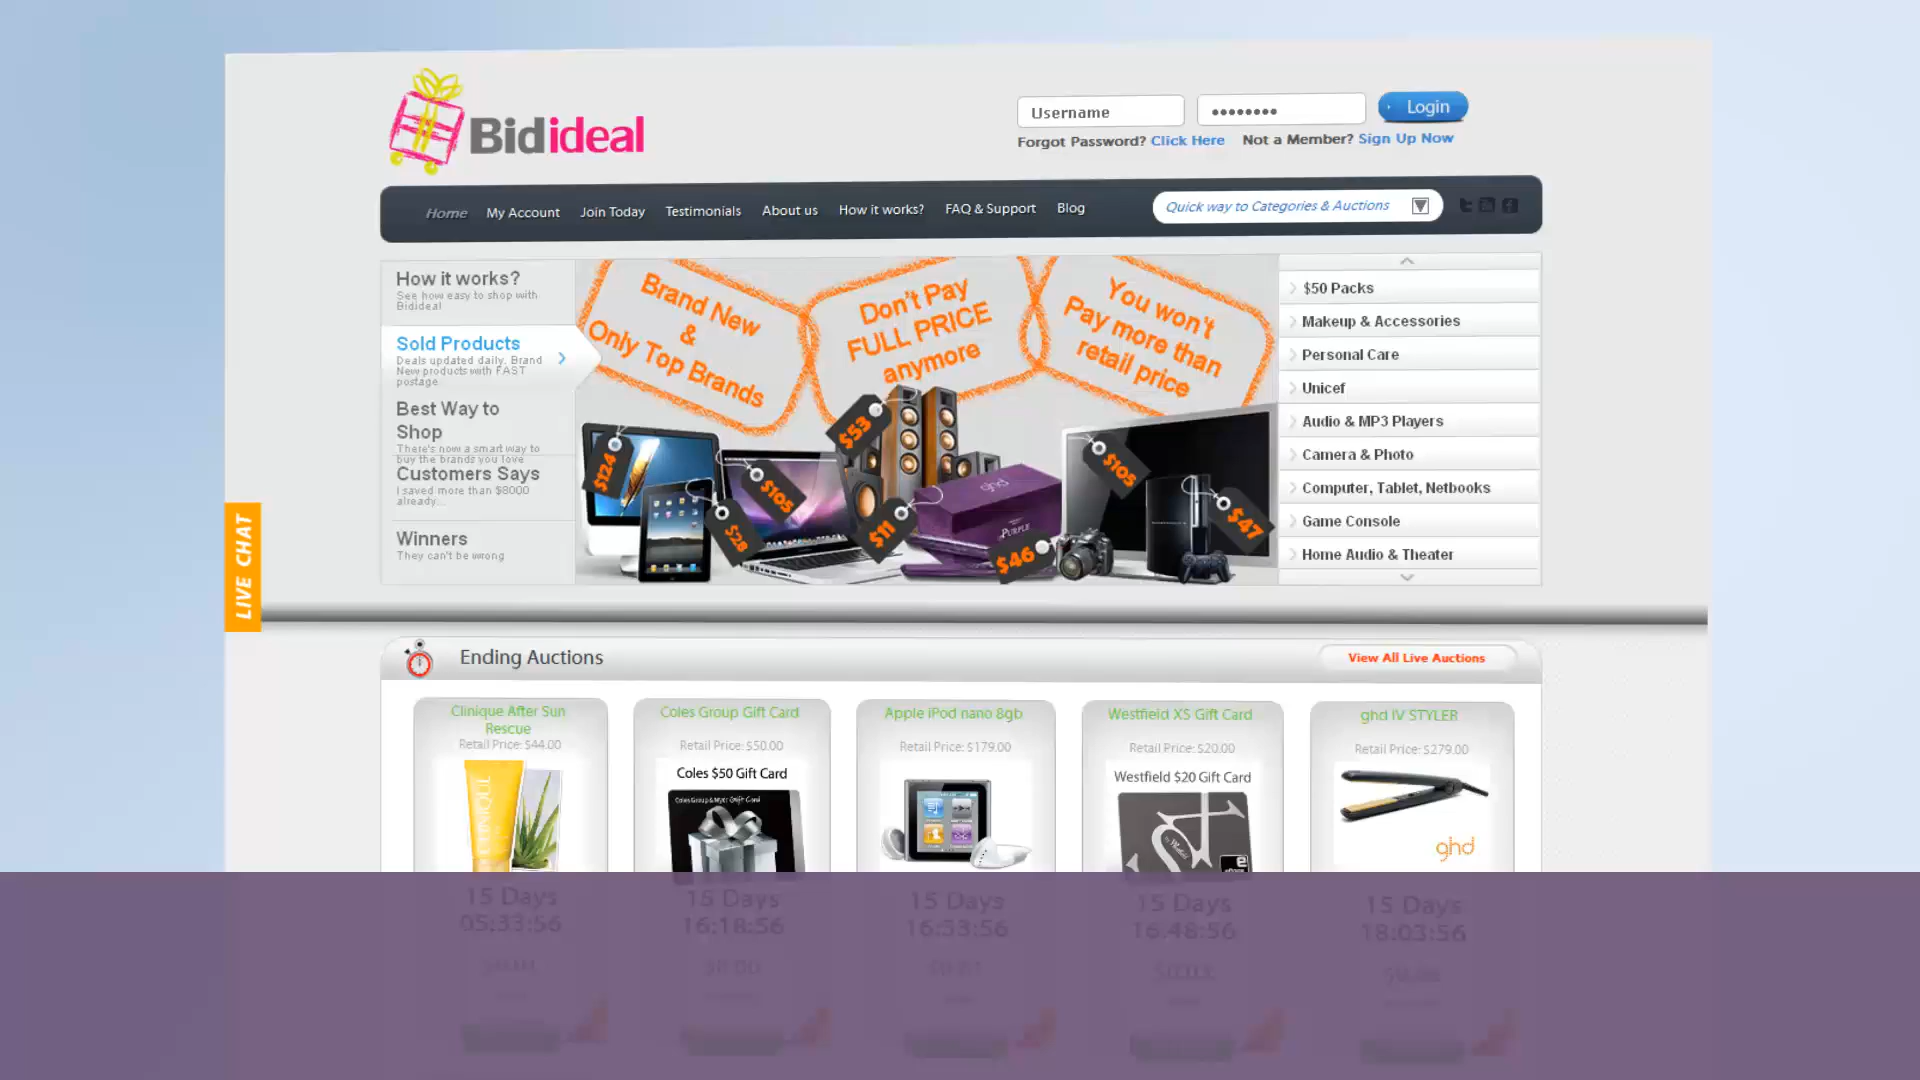 Bidideal
Username
Login
Forgot Password? Click Here Not a Member? Sign Up Now
Home My Account Join Today Testimonials About us How it works? FAQ & Support Blog
Quick way to Categories & Auctions
How it works?
See how easy to shop with
Bidideal
Sold Products
Deals updated daily. Brand
New products with FAST
postage
Best Way to
Shop
There's now a smart way to
buy the brands you love
Customers Says
I saved more than $8000
already...
Winners
They can't be wrong
Brand New
&
Only Top Brands
Don't Pay
FULL PRICE
anymore
You won't
Pay more than
retail price
$124
$28
$105
$53
$11
ghd
PURPLE
$46
$105
$47
$50 Packs
Makeup & Accessories
Personal Care
Unicef
Audio & MP3 Players
Camera & Photo
Computer, Tablet, Netbooks
Game Console
Home Audio & Theater
LIVE CHAT
Ending Auctions
View All Live Auctions
Clinique After Sun
Rescue
Retail Price: $44.00
CLINIQUE
15 Days
05:33:56
Coles Group Gift Card
Retail Price: $50.00
Coles $50 Gift Card
Coles Group & Myer Gift Card
15 Days
16:18:56
Apple iPod nano 8gb
Retail Price: $179.00
15 Days
16:33:56
Westfield XS Gift Card
Retail Price: $20.00
Westfield $20 Gift Card
15 Days
16:48:56
ghd IV STYLER
Retail Price: $279.00
ghd
15 Days
18:03:56